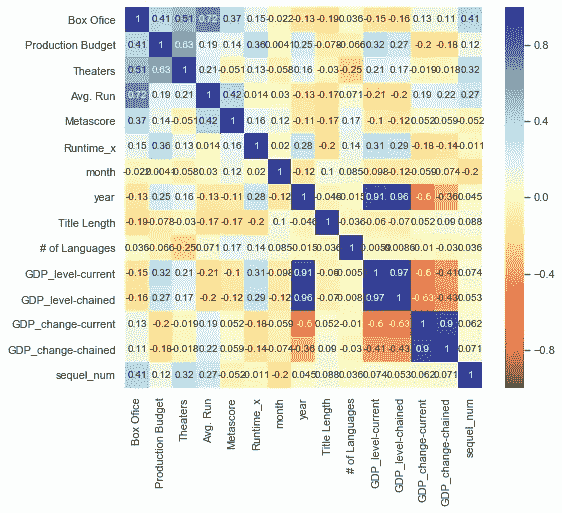 Box Ofice 1 0.41 0.51 0.72 0.37 0.15 -0.022 -0.13 -0.19 0.036 -0.15 -0.16 0.13 0.11 0.41
Production Budget 0.41 1 0.63 0.19 0.14 0.36 0.0041 0.25 -0.078 0.066 0.32 0.27 -0.2 -0.18 0.12
Theaters 0.51 0.63 1 0.21 -0.051 0.13 -0.058 0.16 -0.03 -0.25 0.21 0.17 -0.019 0.018 0.32
Avg. Run 0.72 0.19 0.21 1 0.42 0.014 0.03 -0.13 -0.17 0.071 -0.21 -0.2 0.19 0.22 0.27
Metascore 0.37 0.14 -0.051 0.42 1 0.16 0.12 -0.11 -0.17 0.17 -0.1 -0.12 0.052 0.059 -0.052
Runtime_x 0.15 0.36 0.13 0.014 0.16 1 0.02 0.28 -0.2 0.14 0.31 0.29 -0.18 -0.14 -0.011
month -0.022 0.0041 -0.058 0.03 0.12 0.02 1 -0.12 0.1 0.085 -0.098 -0.12 -0.059 0.074 -0.2
year -0.13 0.25 0.16 -0.13 -0.11 0.28 -0.12 1 -0.046 0.015 0.91 0.96 -0.6 -0.36 0.045
Title Length -0.19 -0.078 -0.03 -0.17 -0.17 -0.2 0.1 -0.046 1 0.036 -0.06 -0.07 0.052 0.09 0.088
# of Languages 0.036 0.066 -0.25 0.071 0.17 0.14 0.085 0.015 0.036 1 0.0059 0.0086 -0.01 -0.03 0.036
GDP_level-current -0.15 0.32 0.21 -0.21 -0.1 0.31 -0.098 0.91 -0.06 0.005 1 0.97 -0.6 -0.41 0.074
GDP_level-chained -0.16 0.27 0.17 -0.2 -0.12 0.29 -0.12 0.96 -0.07 0.008 0.97 1 -0.63 -0.43 0.053
GDP_change-current 0.13 -0.2 -0.019 0.19 0.052 -0.18 -0.059 -0.6 0.052 -0.01 -0.6 -0.63 1 0.9 0.062
GDP_change-chained 0.11 -0.18 0.018 0.22 0.059 -0.14 -0.074 -0.36 0.09 -0.03 -0.41 -0.43 0.9 1 0.071
sequel_num 0.41 0.12 0.32 0.27 -0.052 0.011 -0.2 0.045 0.088 0.036 0.074 0.053 0.062 0.071 1
Box Ofice
Production Budget
Theaters
Avg. Run
Metascore
Runtime_x
month
year
Title Length
# of Languages
GDP_level-current
GDP_level-chained
GDP_change-current
GDP_change-chained
sequel_num
0.8
0.4
0.0
-0.4
-0.8